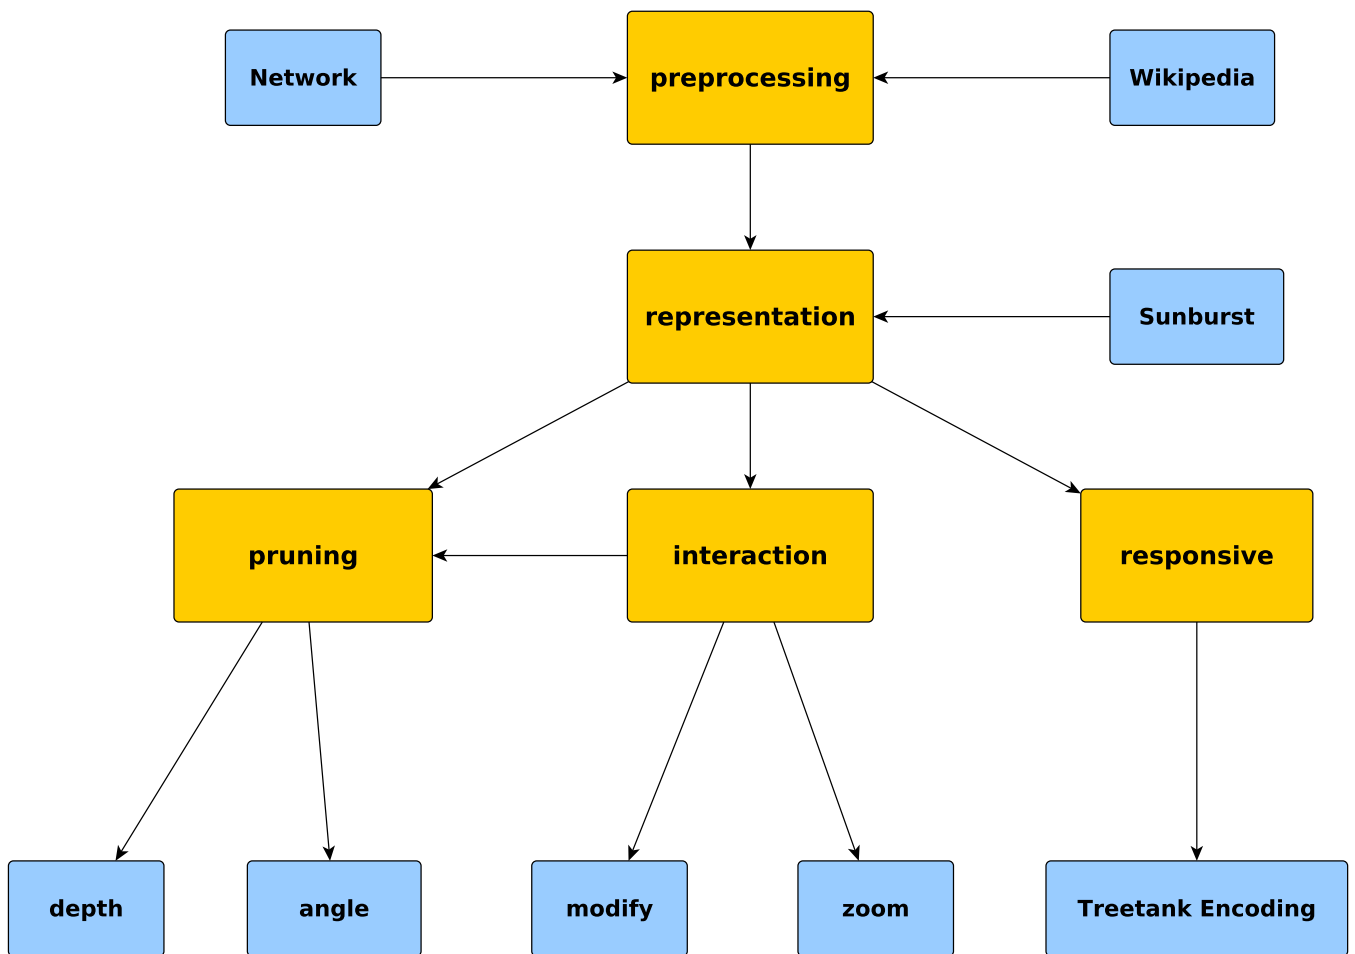 Network
preprocessing
Wikipedia
representation
Sunburst
pruning
interaction
responsive
depth
angle
modify
zoom
Treetank Encoding